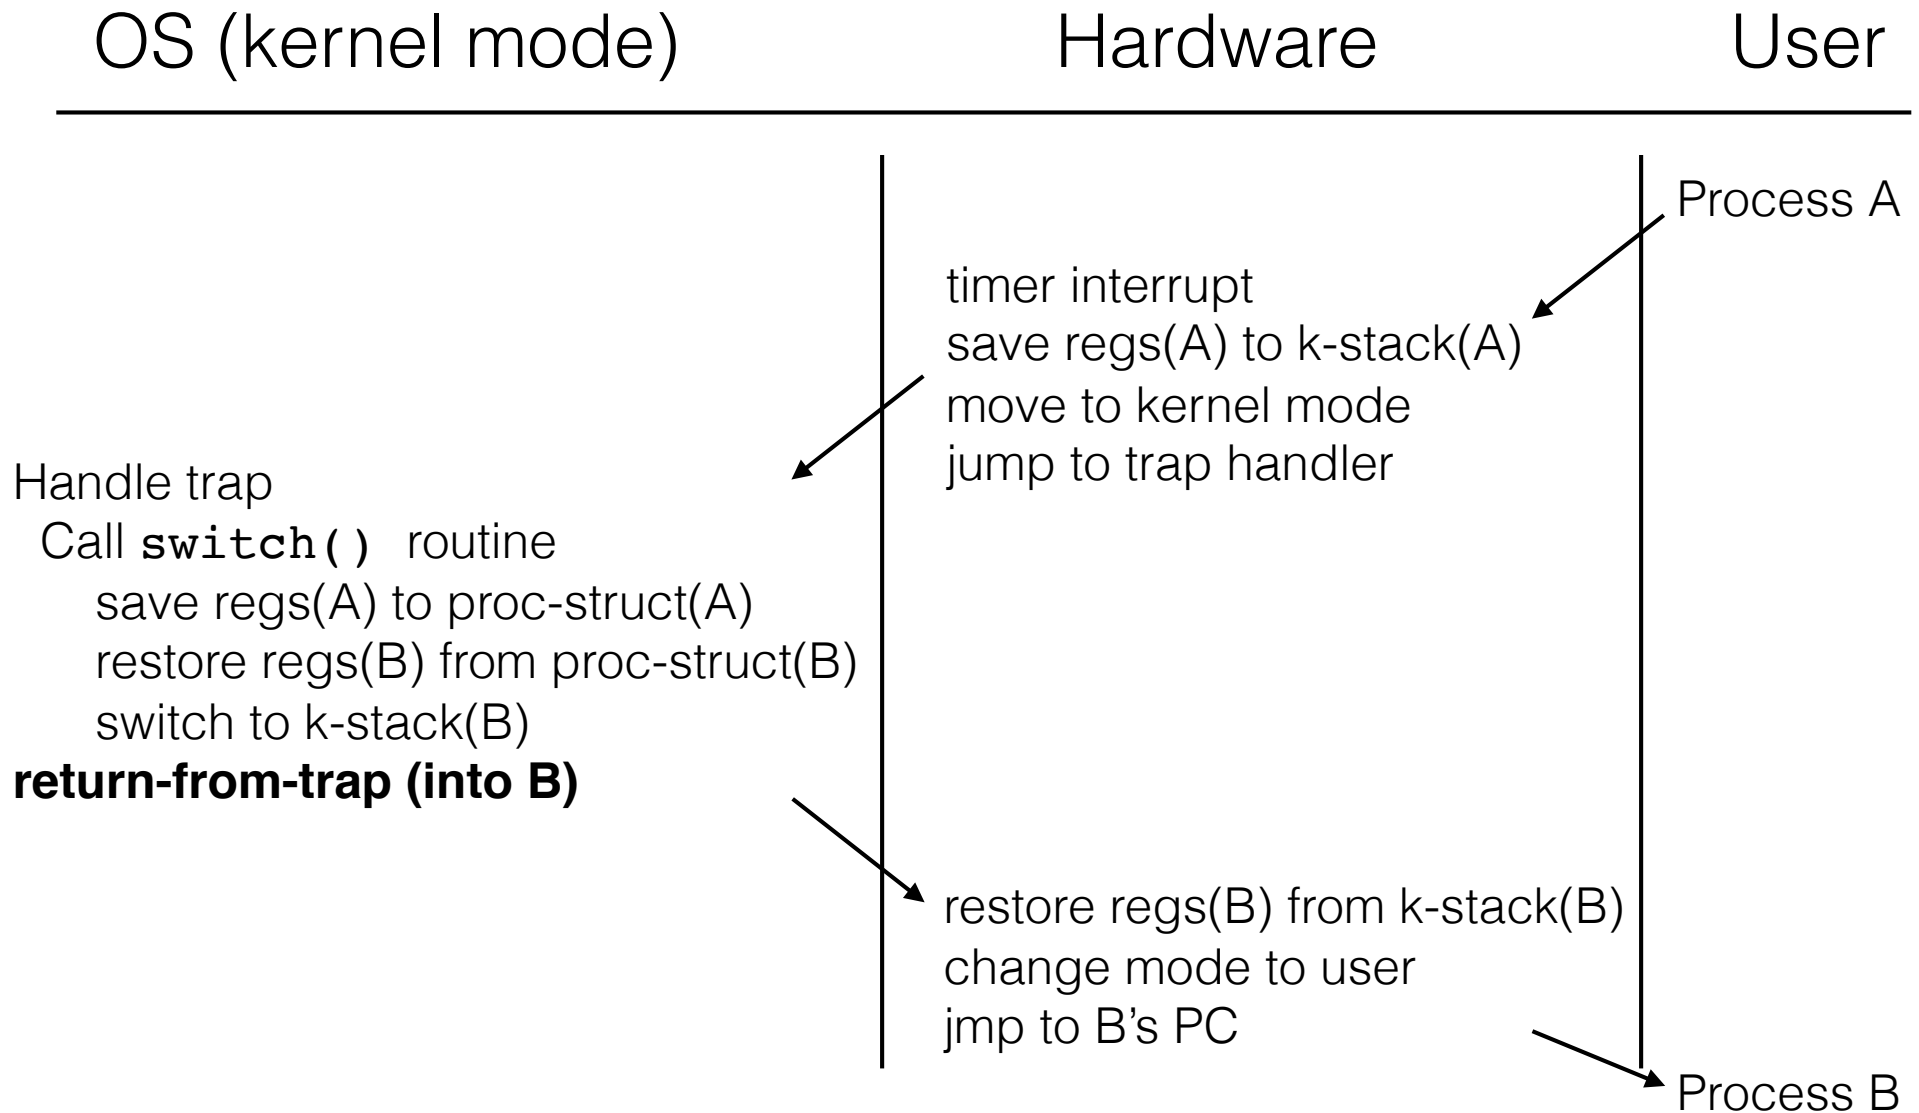 OS (kernel mode) Hardware User
Process A
timer interrupt
save regs(A) to k-stack(A)
move to kernel mode
jump to trap handler
Handle trap
Call switch() routine
save regs(A) to proc-struct(A)
restore regs(B) from proc-struct(B)
switch to k-stack(B)
return-from-trap (into B)
restore regs(B) from k-stack(B)
change mode to user
jmp to B’s PC
Process B